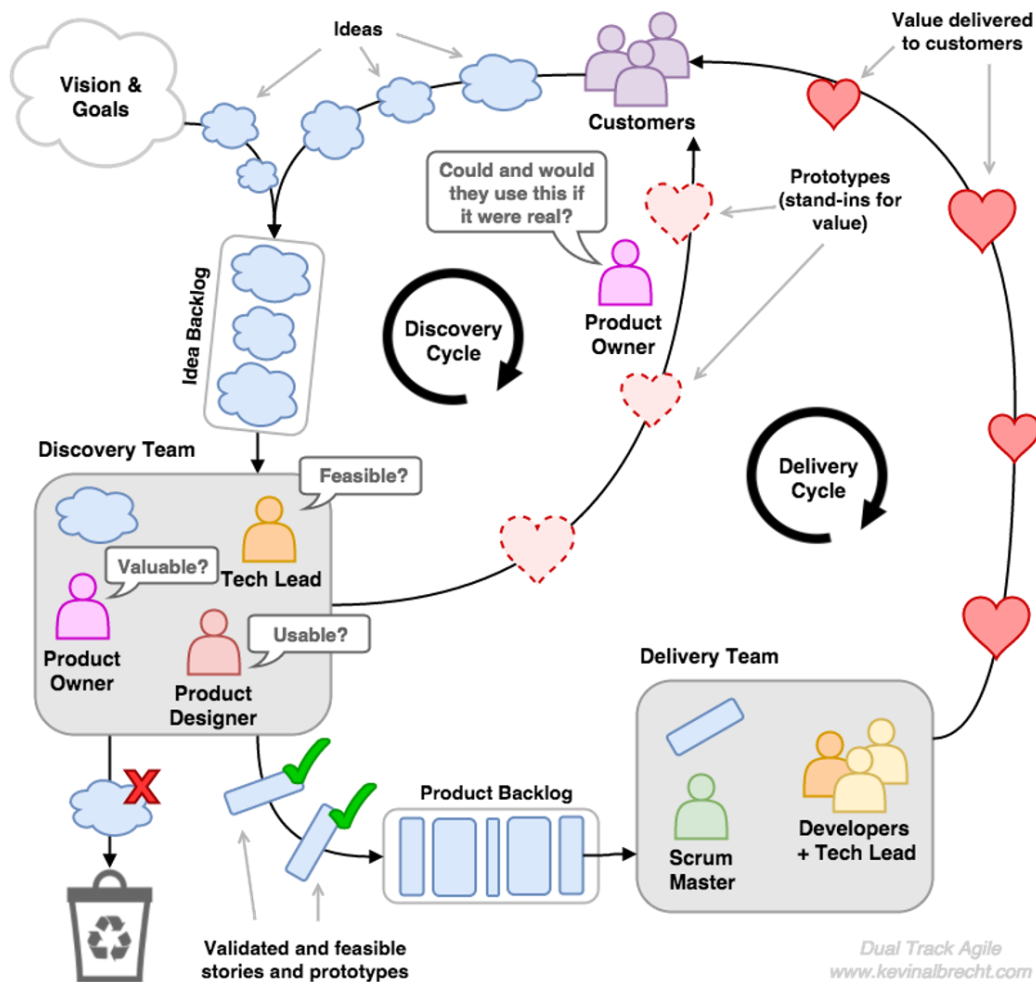 Vision &
Goals
Ideas
Customers
Value delivered
to customers
Could and would
they use this if
it were real?
Prototypes
(stand-ins for
value)
Product
Owner
Idea Backlog
Discovery
Cycle
Delivery
Cycle
Discovery Team
Feasible?
Tech Lead
Valuable?
Product
Owner
Usable?
Product
Designer
X
Validated and feasible
stories and prototypes
Product Backlog
Delivery Team
Scrum
Master
Developers
+ Tech Lead
Dual Track Agile
www.kevinalbrecht.com